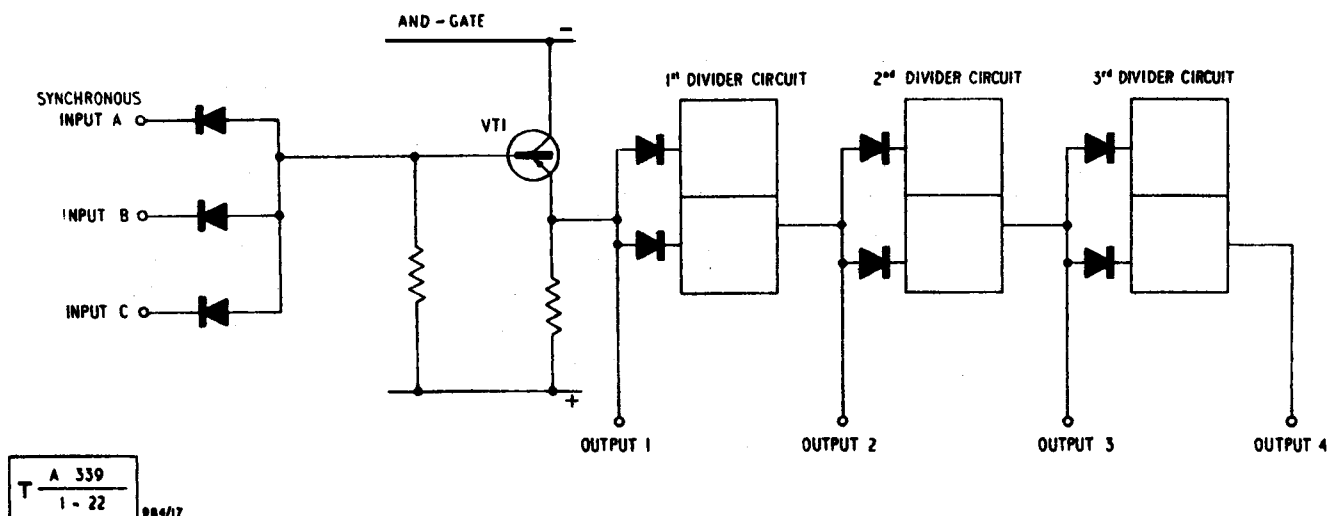 AND - GATE
-
SYNCHRONOUS
INPUT A
VT1
1st DIVIDER CIRCUIT
2nd DIVIDER CIRCUIT
3rd DIVIDER CIRCUIT
INPUT B
INPUT C
+
OUTPUT 1
OUTPUT 2
OUTPUT 3
OUTPUT 4
T A 339
1 - 22